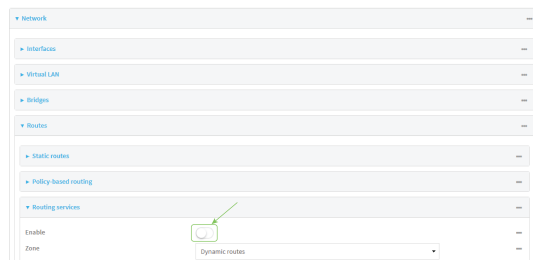 Network
Interfaces
Virtual LAN
Bridges
Routes
Static routes
Policy-based routing
Routing services
Enable
Zone Dynamic routes